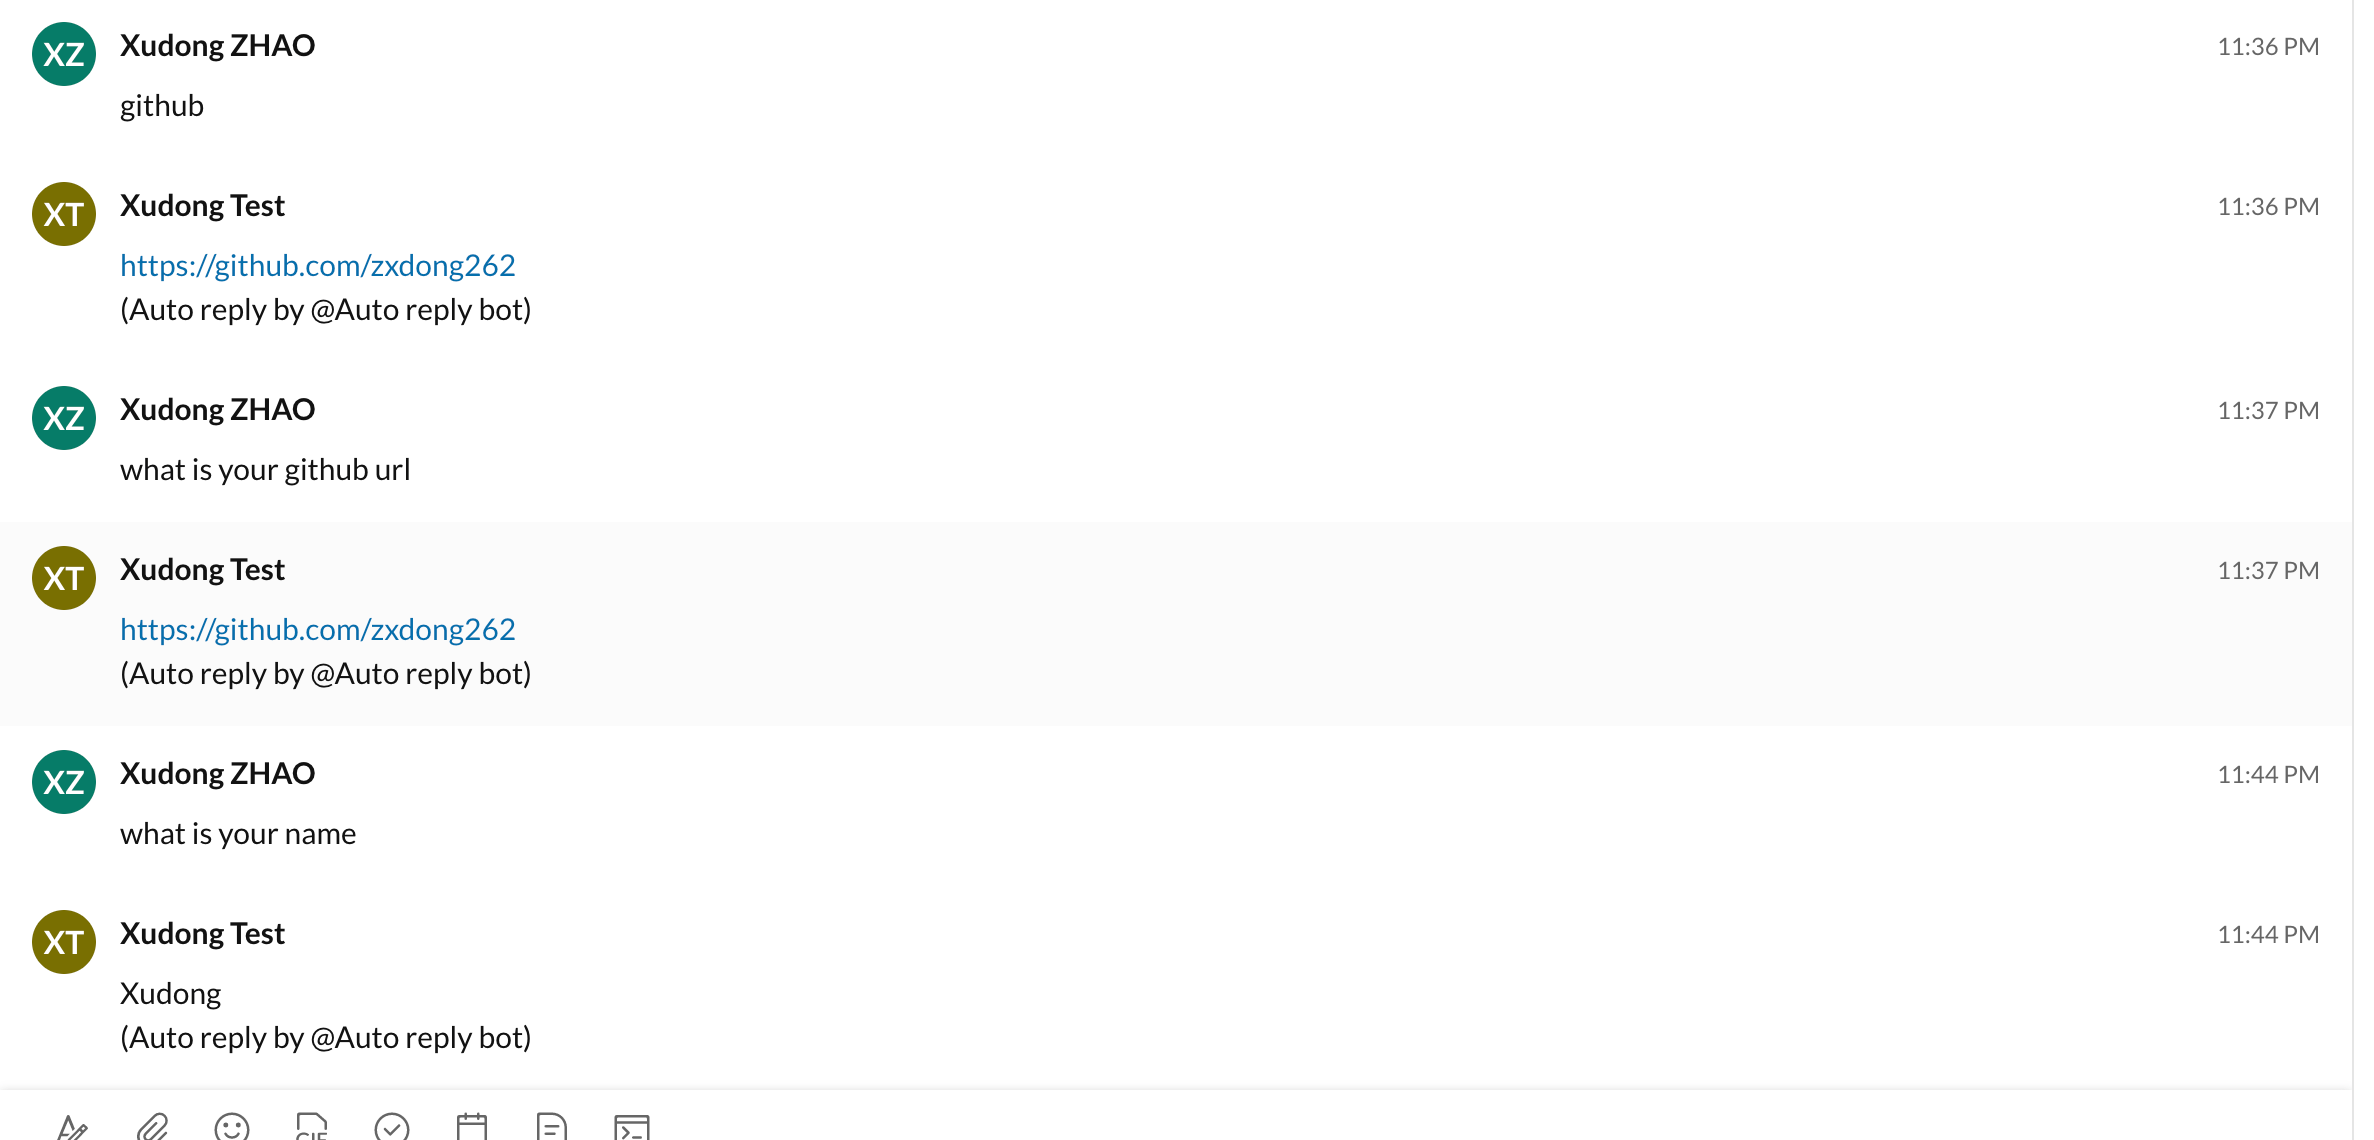 XZ
Xudong ZHAO
11:36 PM
github
XT
Xudong Test
11:36 PM
https://github.com/zxdong262
(Auto reply by @Auto reply bot)
XZ
Xudong ZHAO
11:37 PM
what is your github url
XT
Xudong Test
11:37 PM
https://github.com/zxdong262
(Auto reply by @Auto reply bot)
XZ
Xudong ZHAO
11:44 PM
what is your name
XT
Xudong Test
11:44 PM
Xudong
(Auto reply by @Auto reply bot)
GIF